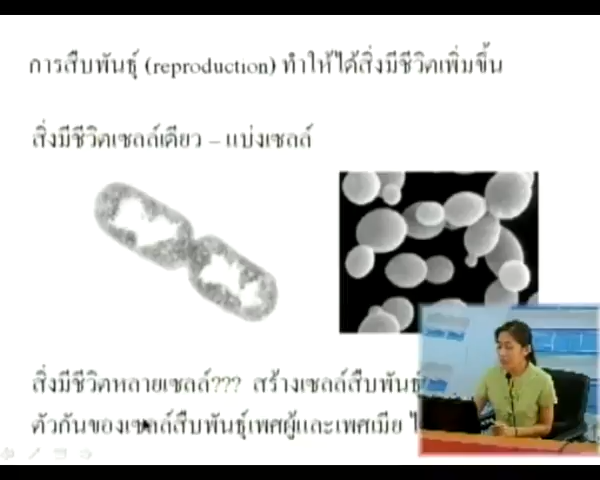 การสืบพันธุ์ (reproduction) ทำให้ได้สิ่งมีชีวิตเพิ่มขึ้น
สิ่งมีชีวิตเซลล์เดียว – แบ่งเซลล์
สิ่งมีชีวิตหลายเซลล์??? สร้างเซลล์สืบพันธุ์
ตัวกันของเซลล์สืบพันธุ์เพศผู้และเพศเมีย